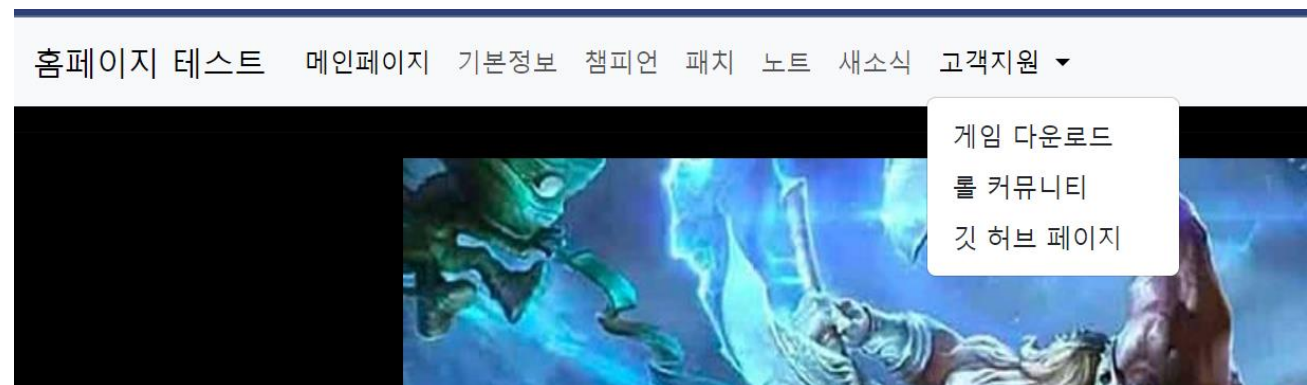 홈페이지 테스트 메인페이지 기본정보 챔피언 패치 노트 새소식 고객지원
게임 다운로드
롤 커뮤니티
깃 허브 페이지